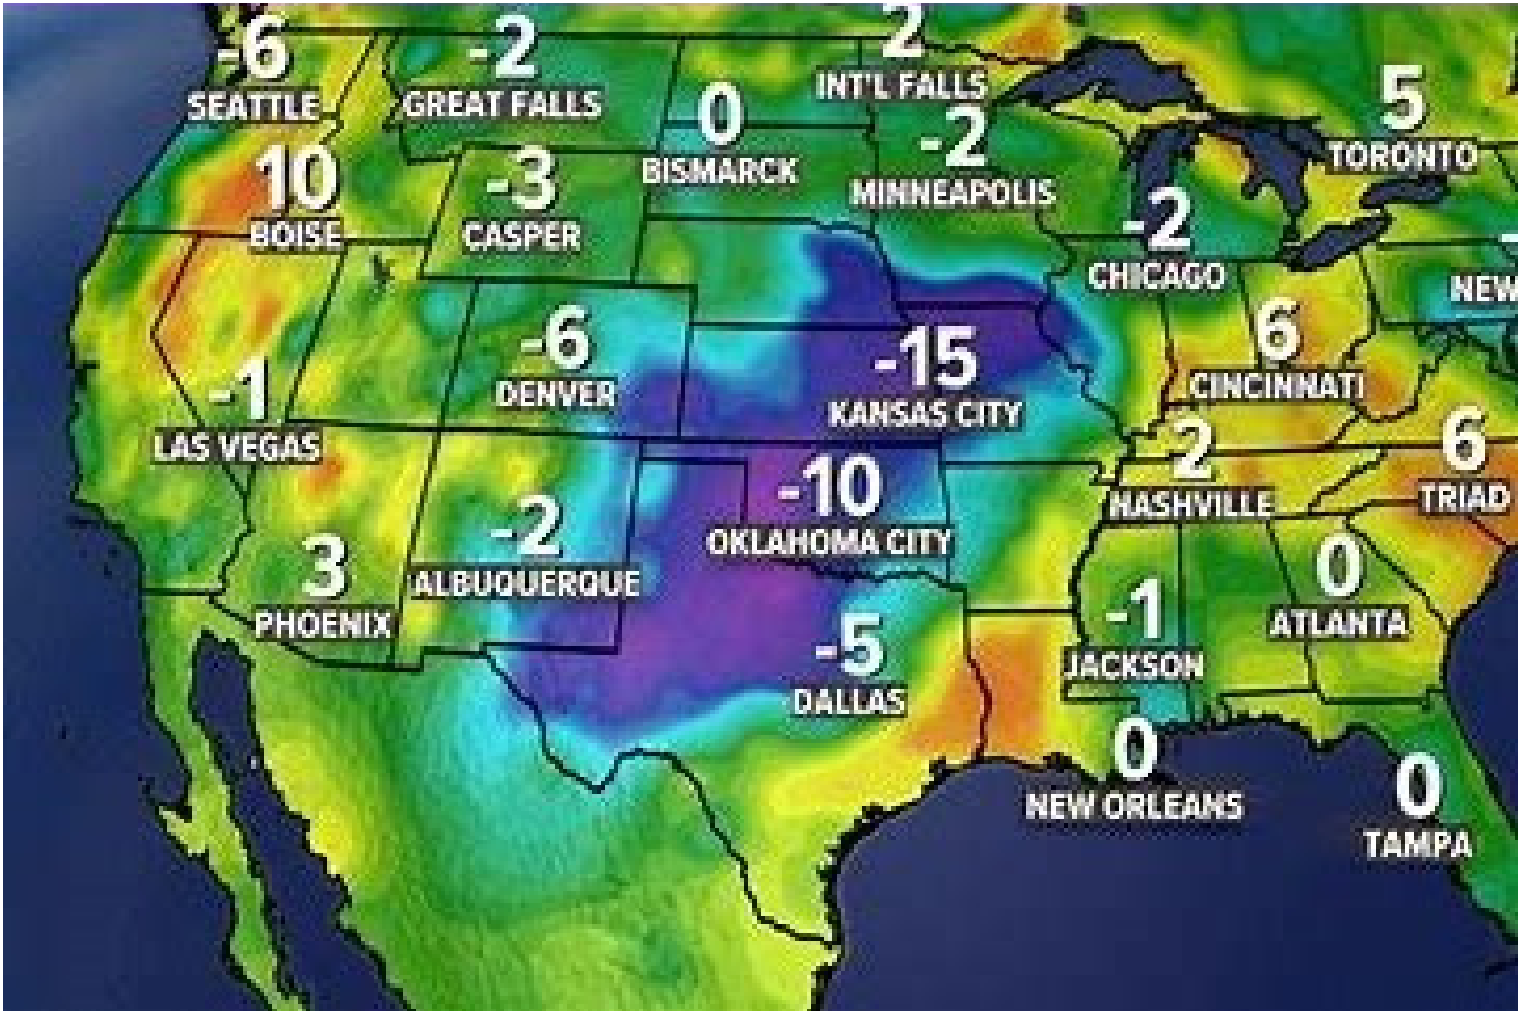 -6
SEATTLE
-2
GREAT FALLS
2
INT'L FALLS
0
BISMARCK
-2
MINNEAPOLIS
5
TORONTO
10
BOISE
-3
CASPER
-2
CHICAGO
NEW
-6
DENVER
-15
KANSAS CITY
6
CINCINNATI
-1
LAS VEGAS
-10
OKLAHOMA CITY
2
NASHVILLE
6
TRIAD
3
PHOENIX
-2
ALBUQUERQUE
-5
DALLAS
-1
JACKSON
0
ATLANTA
0
NEW ORLEANS
0
TAMPA